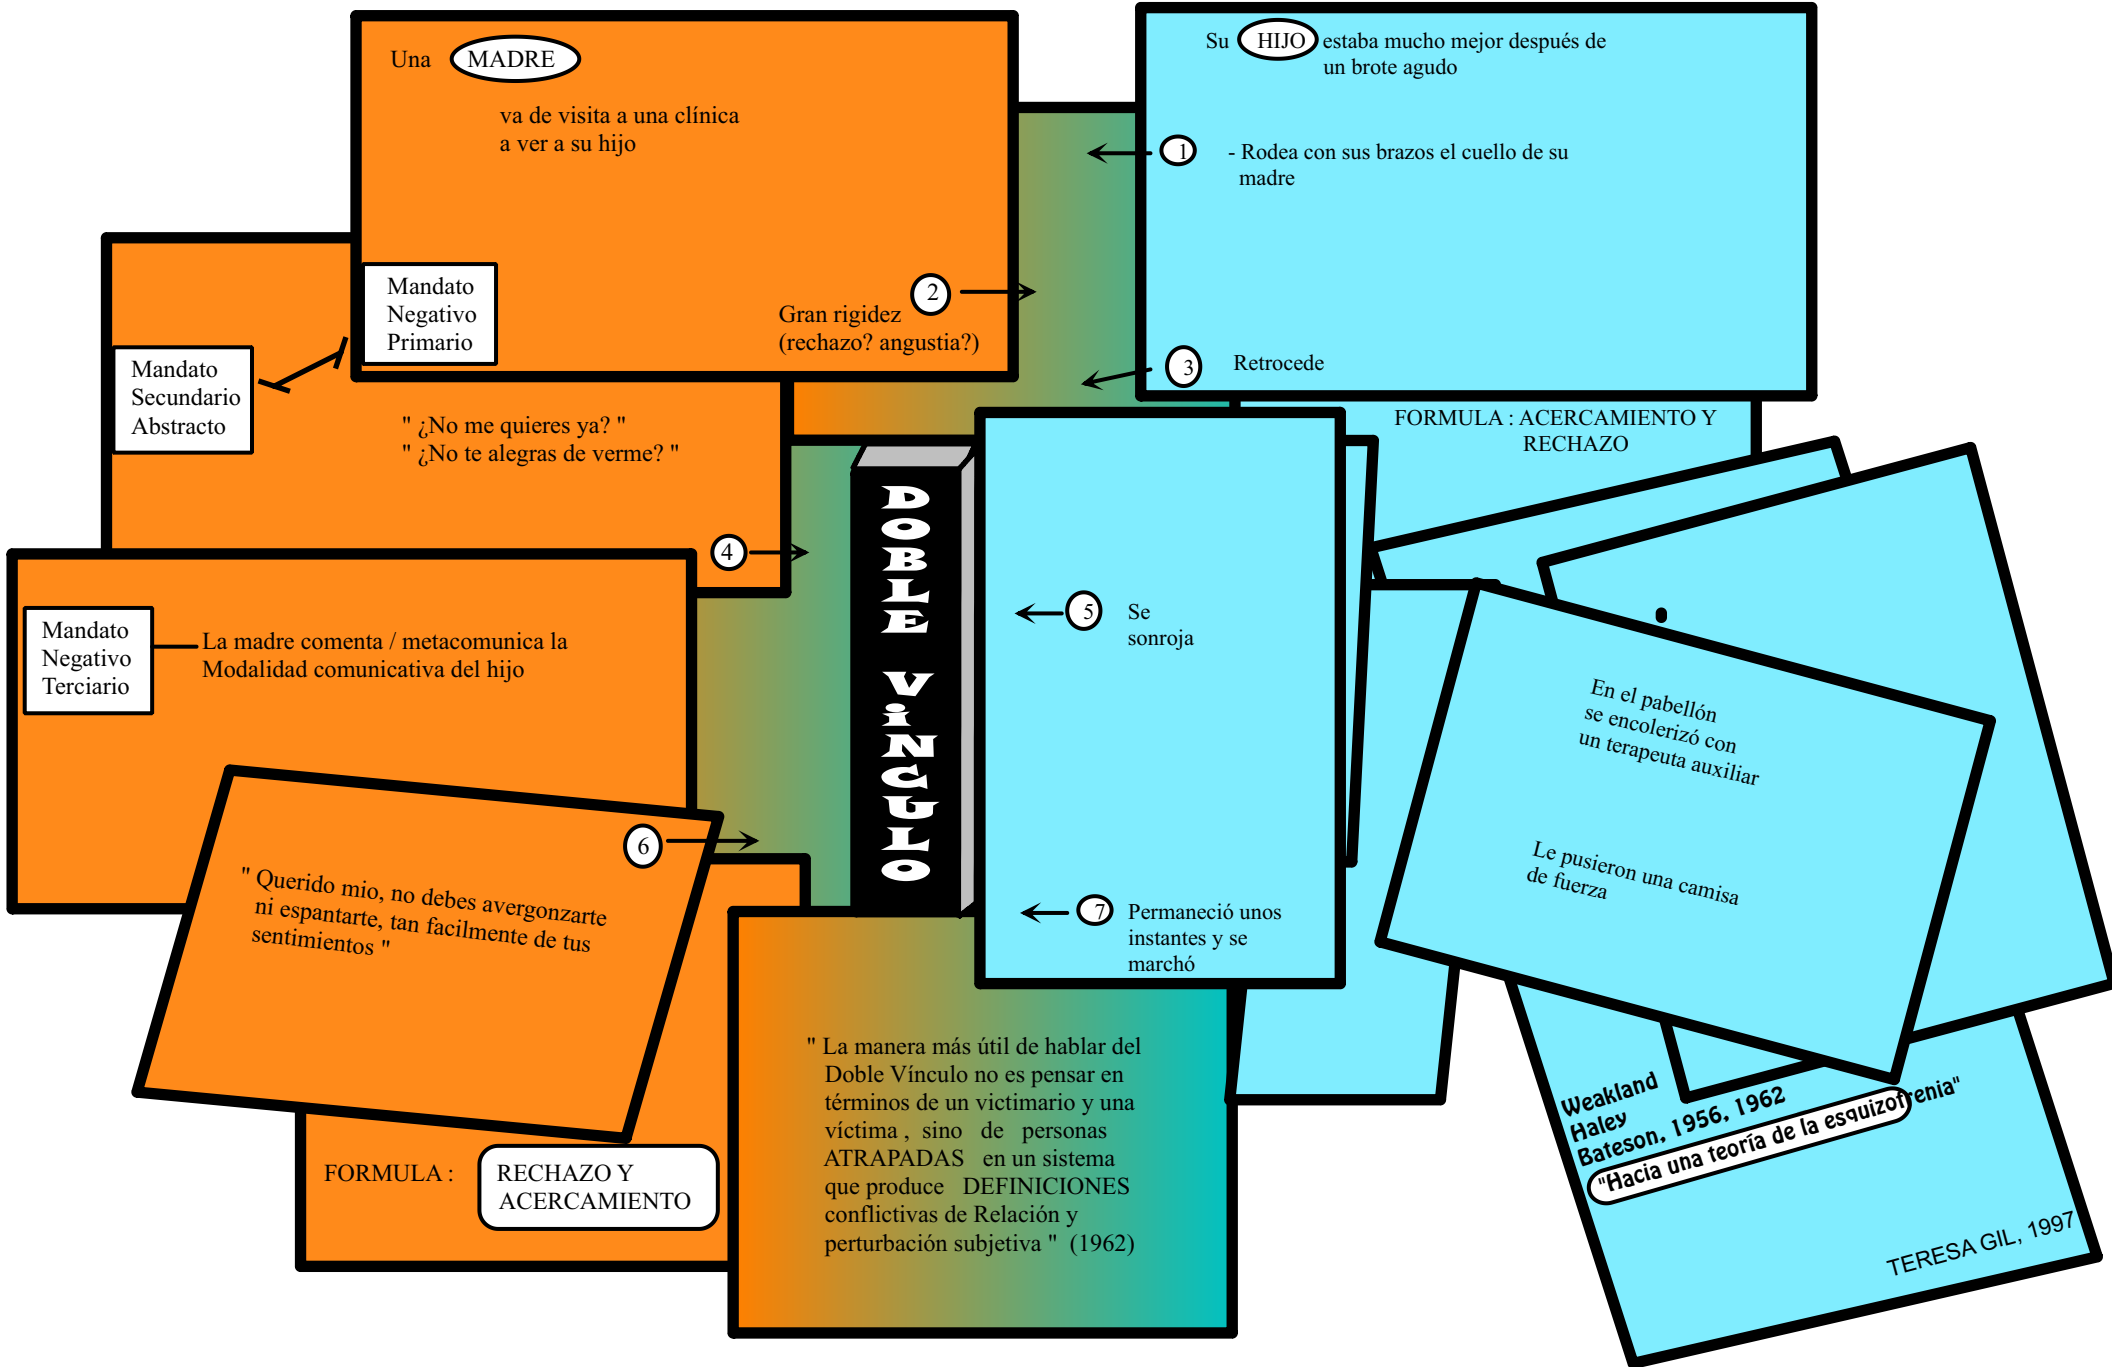 Una MADRE
va de visita a una clínica
a ver a su hijo
Mandato
Negativo
Primario
2
Gran rigidez
(rechazo? angustia?)
Su HIJO estaba mucho mejor después de
un brote agudo
1 - Rodea con sus brazos el cuello de su
madre
3 Retrocede
FORMULA : ACERCAMIENTO Y
RECHAZO
Mandato
Secundario
Abstracto
" ¿No me quieres ya? "
" ¿No te alegras de verme? "
4
DOBLE VíNCULO
5 Se
sonroja
7 Permaneció unos
instantes y se
marchó
Mandato
Negativo
Terciario
La madre comenta / metacomunica la
Modalidad comunicativa del hijo
6
" Querido mio, no debes avergonzarte
ni espantarte, tan facilmente de tus
sentimientos "
FORMULA :
RECHAZO Y
ACERCAMIENTO
" La manera más útil de hablar del
Doble Vínculo no es pensar en
términos de un victimario y una
víctima , sino de personas
ATRAPADAS en un sistema
que produce DEFINICIONES
conflictivas de Relación y
perturbación subjetiva " (1962)
En el pabellón
se encolerizó con
un terapeuta auxiliar
Le pusieron una camisa
de fuerza
Weakland
Haley
Bateson, 1956, 1962
"Hacia una teoría de la esquizofrenia"
TERESA GIL, 1997